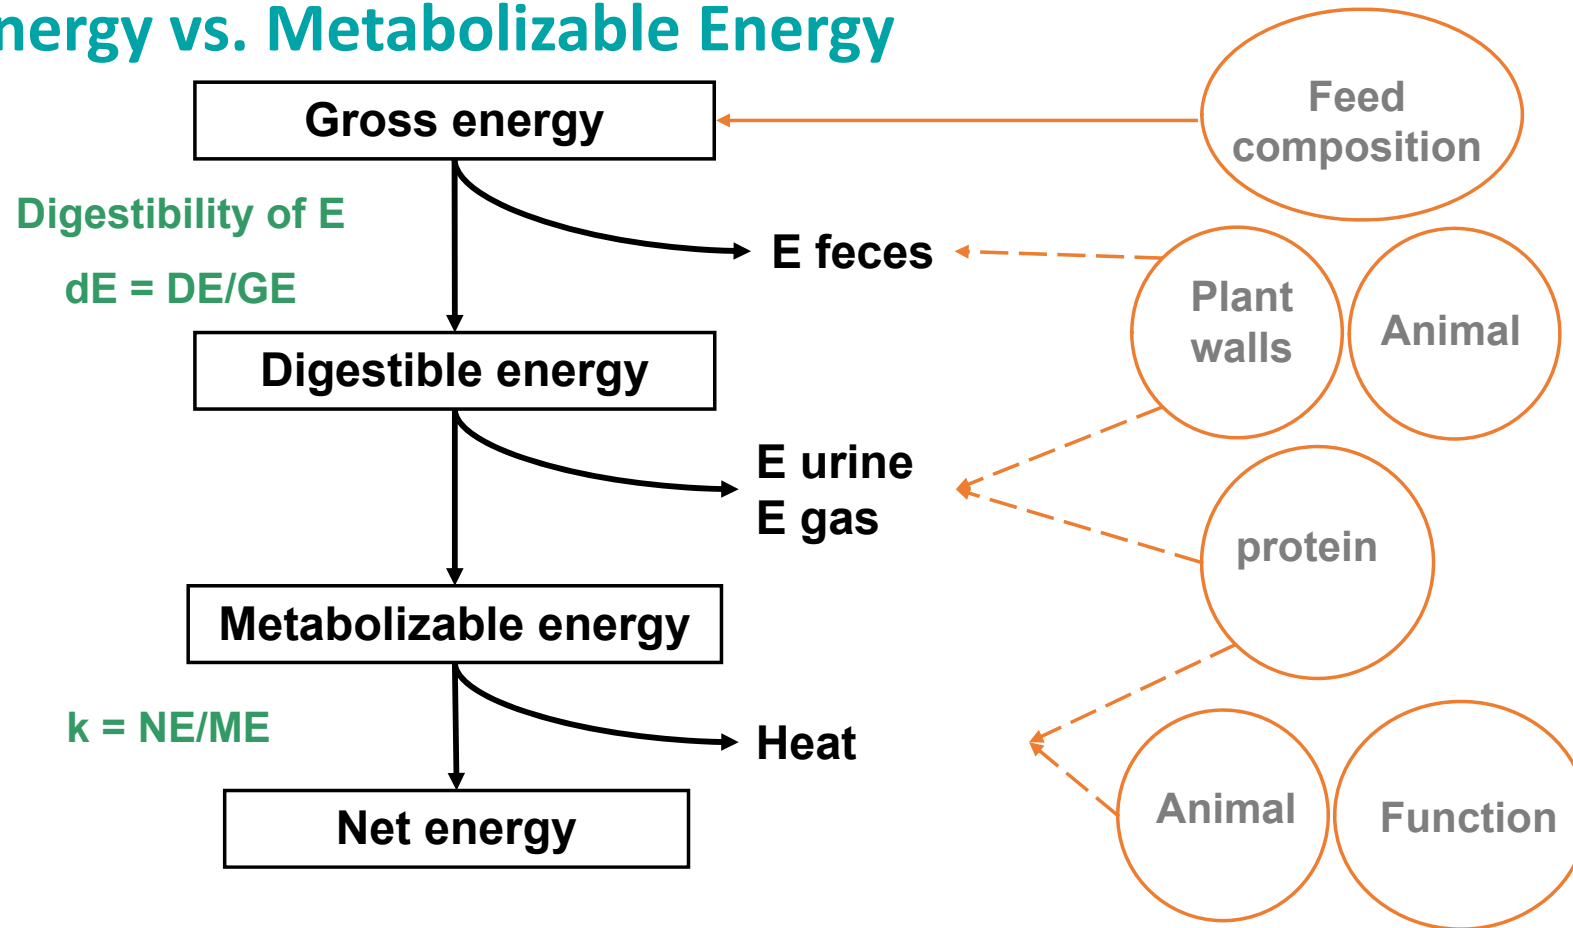 nergy vs. Metabolizable Energy
Gross energy
Feed
composition
Digestibility of E
dE = DE/GE
E feces
Plant
walls
Animal
Digestible energy
E urine
E gas
protein
Metabolizable energy
k = NE/ME
Heat
Animal
Function
Net energy